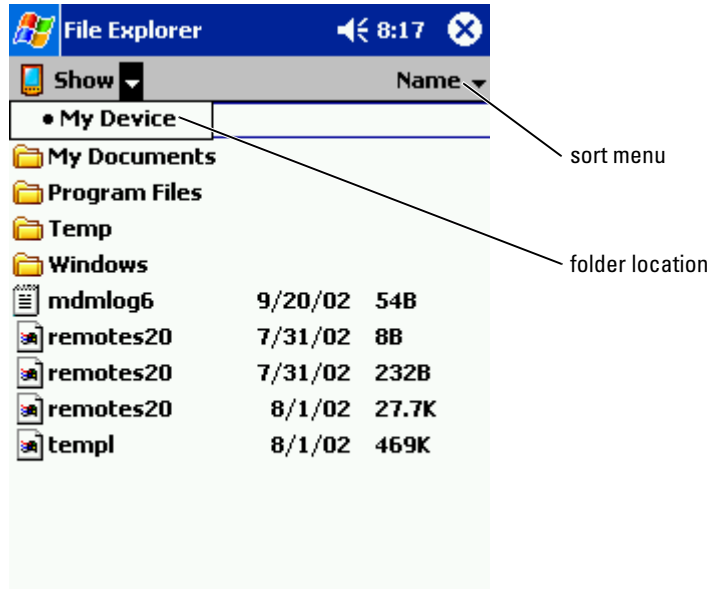 File Explorer 8:17
Show Name
• My Device
sort menu
My Documents
Program Files
Temp
folder location
Windows
mdmlog6 9/20/02 54B
remotes20 7/31/02 8B
remotes20 7/31/02 232B
remotes20 8/1/02 27.7K
templ 8/1/02 469K